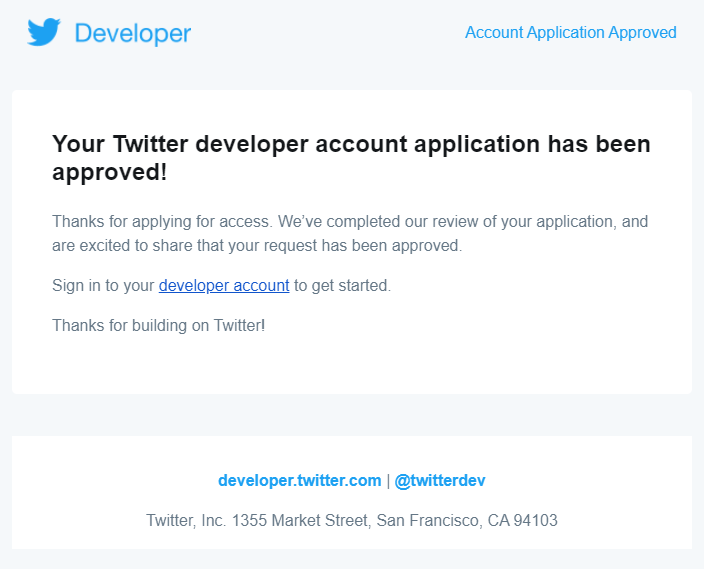 Developer
Account Application Approved
Your Twitter developer account application has been
approved!
Thanks for applying for access. We’ve completed our review of your application, and
are excited to share that your request has been approved.
Sign in to your developer account to get started.
Thanks for building on Twitter!
developer.twitter.com | @twitterdev
Twitter, Inc. 1355 Market Street, San Francisco, CA 94103